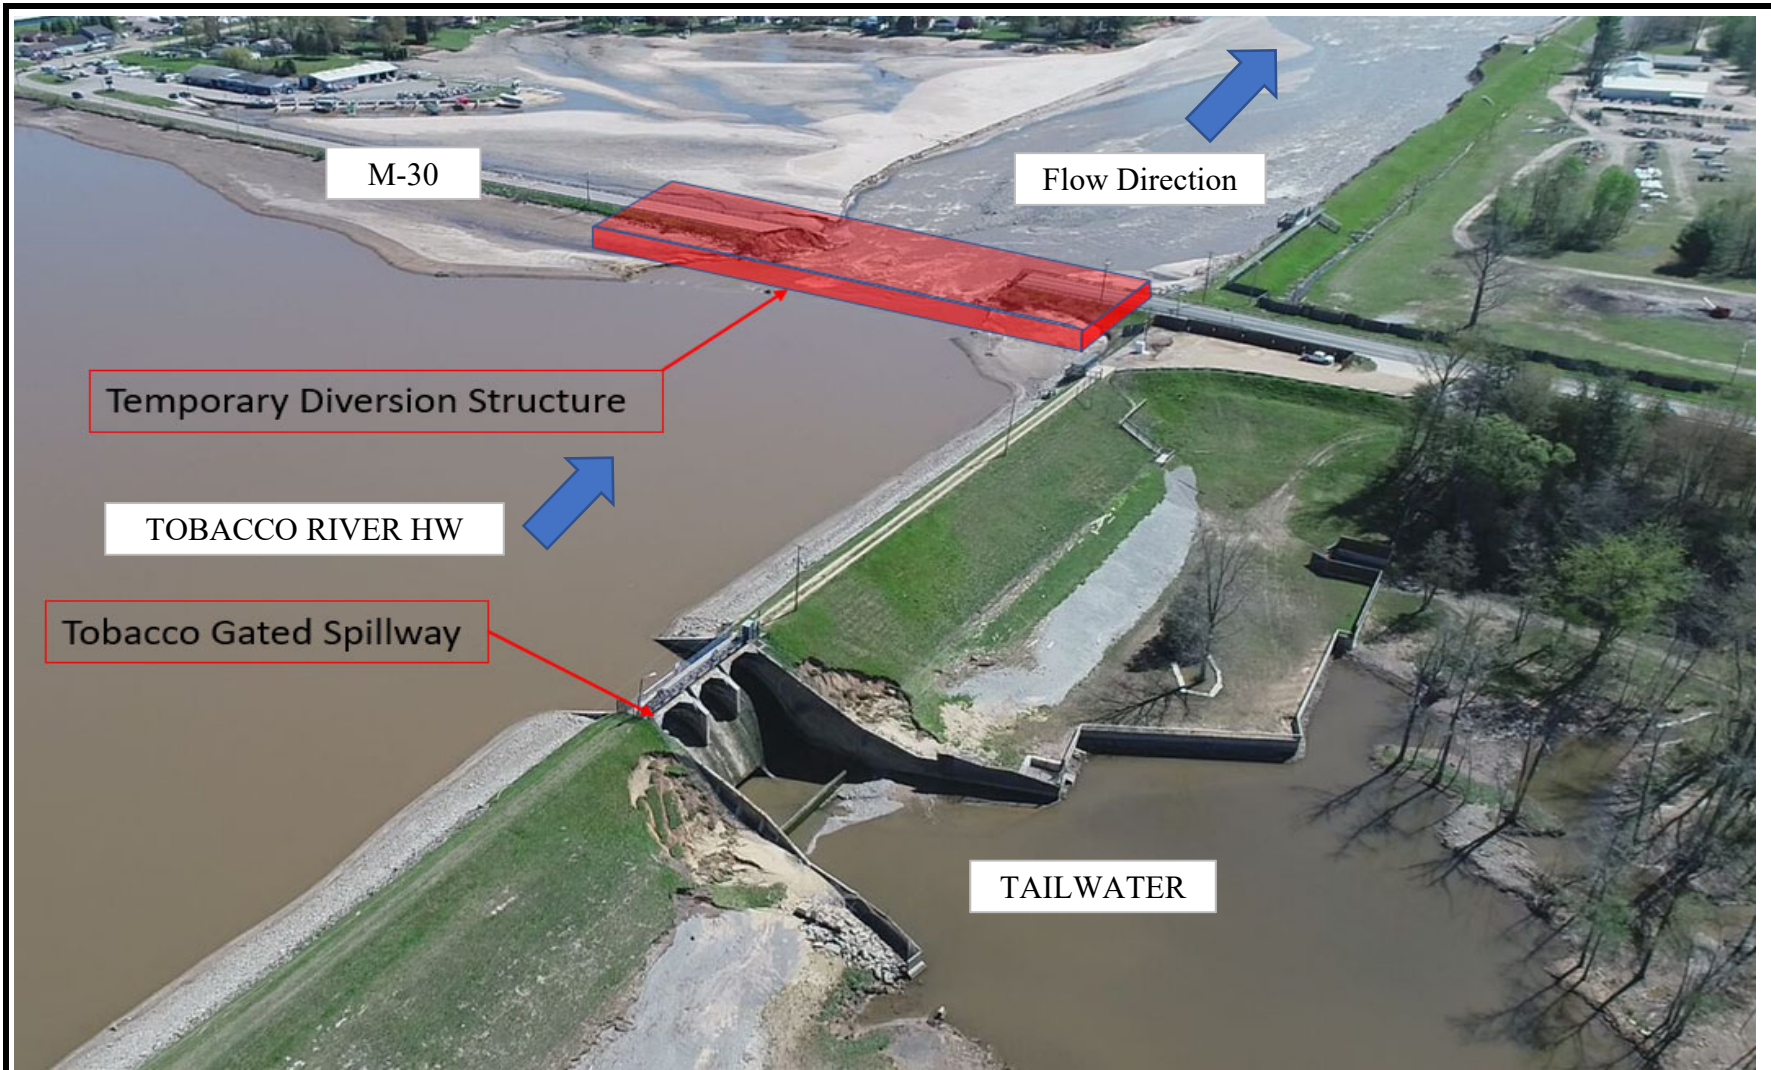 M-30
Flow Direction
Temporary Diversion Structure
TOBACCO RIVER HW
Tobacco Gated Spillway
TAILWATER